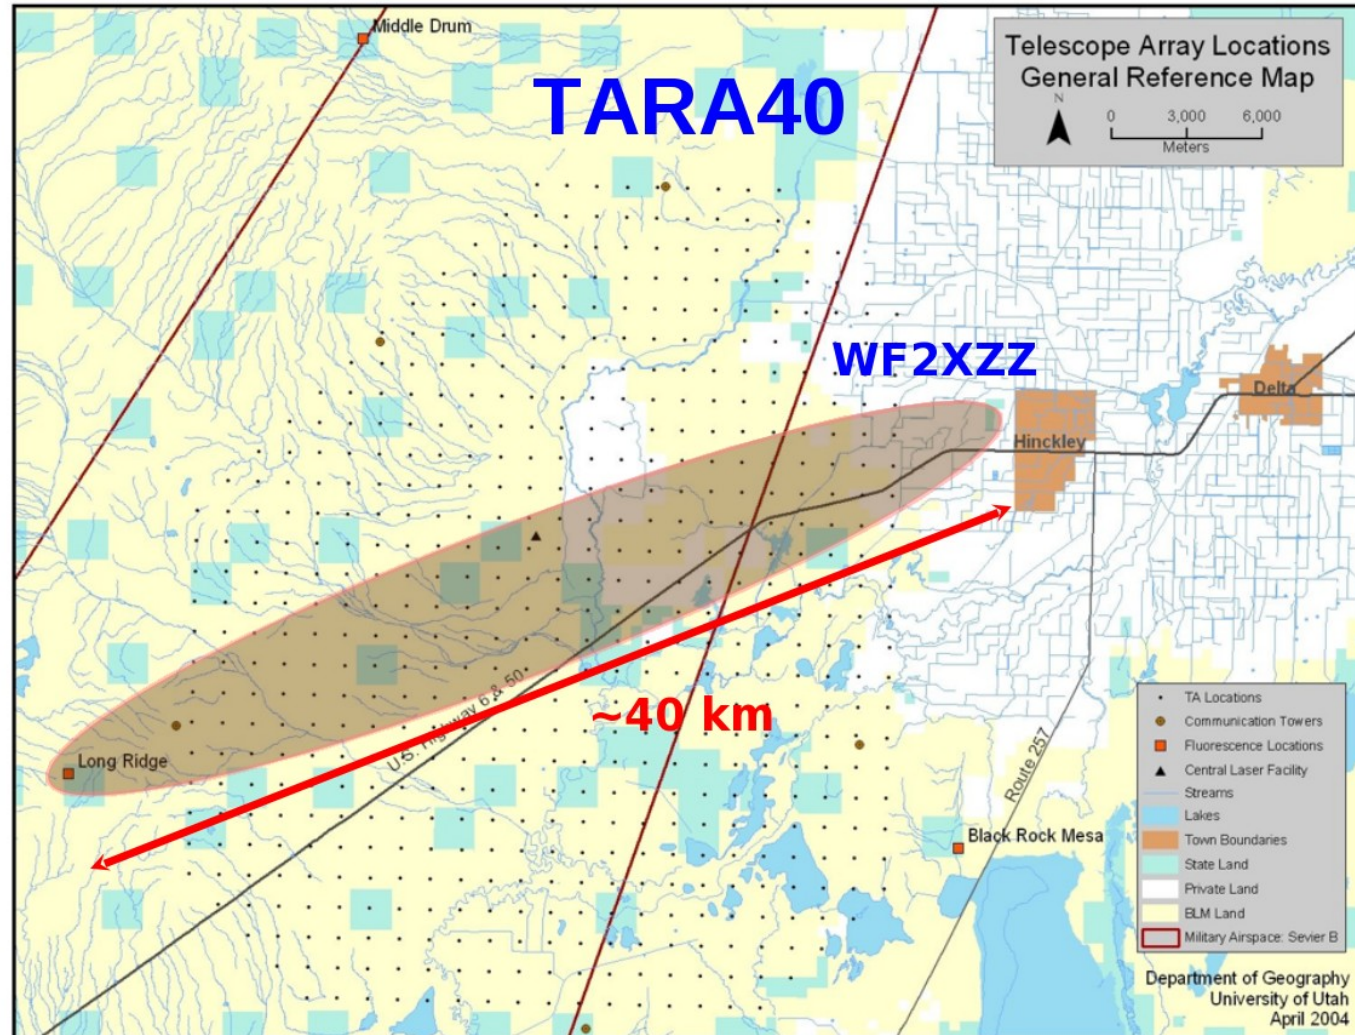 Middle Drum
TARA40
Telescope Array Locations
General Reference Map
N
0 3,000 6,000
Meters
WF2XZZ
Delta
Hinckley
U.S. Highway 6 & 50
~40 km
Long Ridge
Route 257
Black Rock Mesa
TA Locations
Communication Towers
Fluorescence Locations
Central Laser Facility
Streams
Lakes
Town Boundaries
State Land
Private Land
BLM Land
Military Airspace: Sevier B
Department of Geography
University of Utah
April 2004